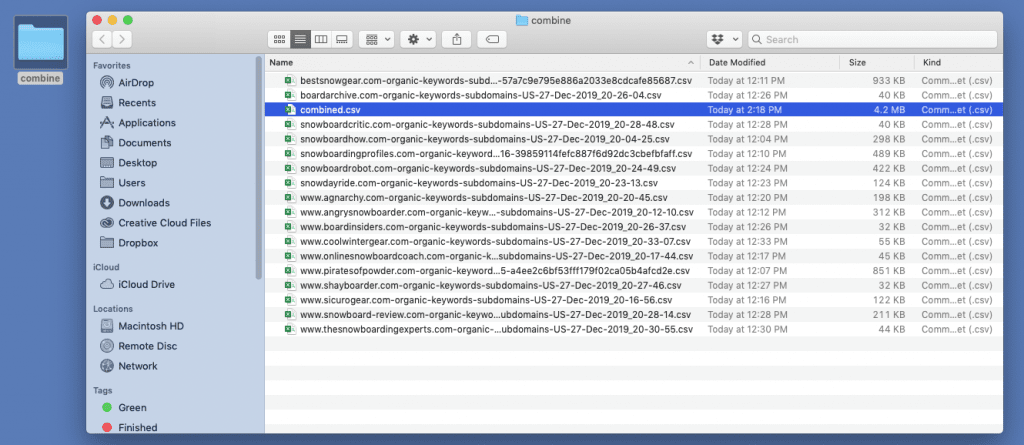 combine
combine
Search
Name Date Modified Size Kind
Favorites
AirDrop
Recents
Applications
Documents
Desktop
Users
Downloads
Creative Cloud Files
Dropbox
iCloud
iCloud Drive
Locations
Macintosh HD
Remote Disc
Network
Tags
Green
Finished
bestsnowgear.com-organic-keywords-subd...-57a7c9e795e886a2033e8cdcafe85687.csv Today at 12:11 PM 933 KB Comm...et (.csv)
boardarchive.com-organic-keywords-subdomains-US-27-Dec-2019_20-26-04.csv Today at 12:26 PM 40 KB Comm...et (.csv)
combined.csv Today at 2:18 PM 4.2 MB Comm...et (.csv)
snowboardcritic.com-organic-keywords-subdomains-US-27-Dec-2019_20-28-48.csv Today at 12:28 PM 40 KB Comm...et (.csv)
snowboardhow.com-organic-keywords-subdomains-US-27-Dec-2019_20-04-25.csv Today at 12:04 PM 298 KB Comm...et (.csv)
snowboardingprofiles.com-organic-keyword...16-39859114fefc887f6d92dc3cbefbfaff.csv Today at 12:10 PM 489 KB Comm...et (.csv)
snowboardrobot.com-organic-keywords-subdomains-US-27-Dec-2019_20-24-49.csv Today at 12:24 PM 422 KB Comm...et (.csv)
snowdayride.com-organic-keywords-subdomains-US-27-Dec-2019_20-23-13.csv Today at 12:23 PM 124 KB Comm...et (.csv)
www.agnarchy.com-organic-keywords-subdomains-US-27-Dec-2019_20-20-45.csv Today at 12:20 PM 198 KB Comm...et (.csv)
www.angrysnowboarder.com-organic-keyw...-subdomains-US-27-Dec-2019_20-12-10.csv Today at 12:12 PM 312 KB Comm...et (.csv)
www.boardinsiders.com-organic-keywords-subdomains-US-27-Dec-2019_20-26-37.csv Today at 12:26 PM 32 KB Comm...et (.csv)
www.coolwintergear.com-organic-keywords-subdomains-US-27-Dec-2019_20-33-07.csv Today at 12:33 PM 55 KB Comm...et (.csv)
www.onlinesnowboardcoach.com-organic-k...subdomains-US-27-Dec-2019_20-17-44.csv Today at 12:17 PM 45 KB Comm...et (.csv)
www.piratesofpowder.com-organic-keyword...5-a4ee2c6bf53fff179f02ca05b4afcd2e.csv Today at 12:07 PM 851 KB Comm...et (.csv)
www.shayboarder.com-organic-keywords-subdomains-US-27-Dec-2019_20-27-46.csv Today at 12:27 PM 32 KB Comm...et (.csv)
www.sicurogear.com-organic-keywords-subdomains-US-27-Dec-2019_20-16-56.csv Today at 12:16 PM 122 KB Comm...et (.csv)
www.snowboard-review.com-organic-keywo...ubdomains-US-27-Dec-2019_20-28-14.csv Today at 12:28 PM 211 KB Comm...et (.csv)
www.thesnowboardingexperts.com-organic-...ubdomains-US-27-Dec-2019_20-30-55.csv Today at 12:30 PM 44 KB Comm...et (.csv)